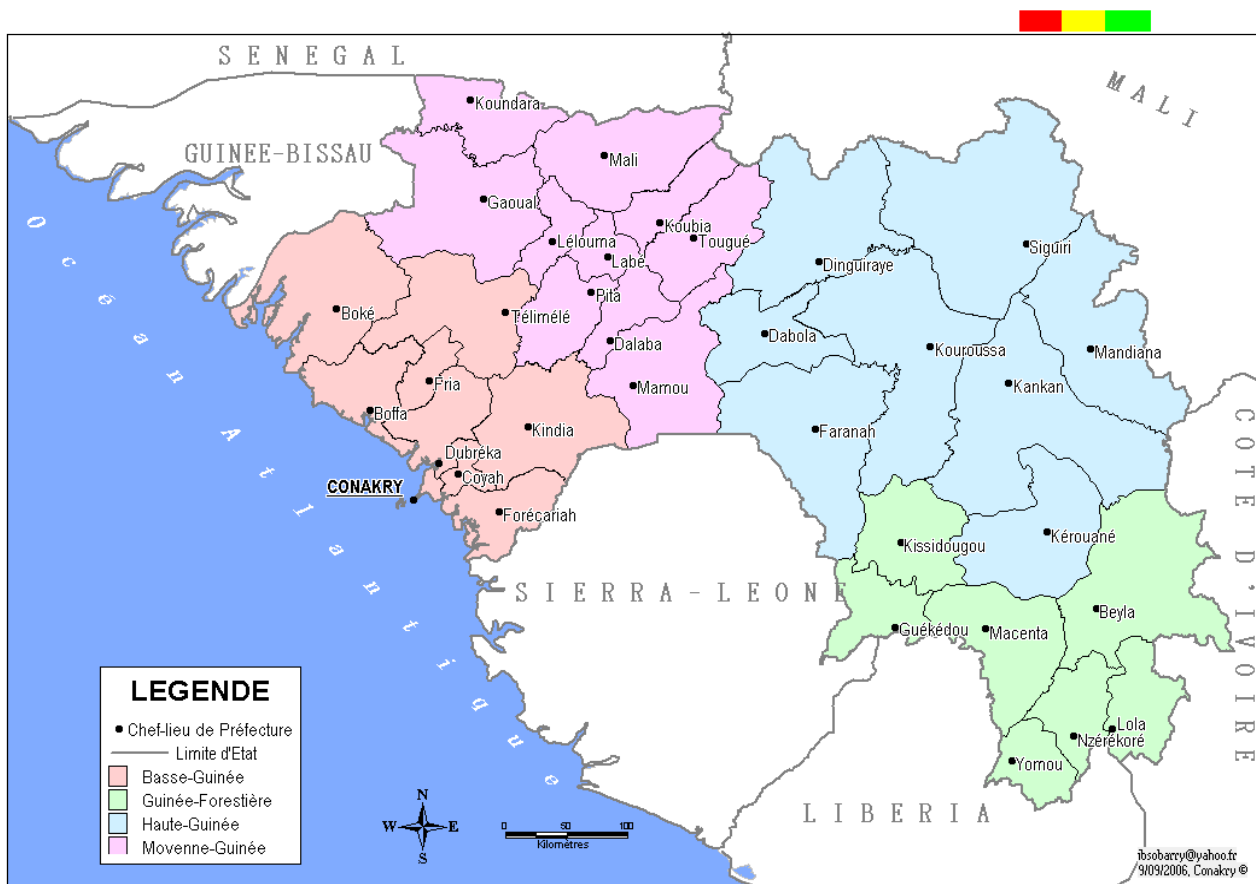 SENEGAL
MALI
Koundara
GUINEE-BISSAU
Mali
Gaoual
Koubia
Lélouma
Tougué
Labé
Siguiri
Dinguiraye
Pita
Boké
Télimélé
Dabola
Dalaba
Kouroussa
Mandiana
Fria
Mamou
Kankan
Boffa
Kindia
Faranah
Dubréka
Coyah
CONAKRY
Forécariah
Kissidougou
Kérouané
SIERRA-LEONE
Beyla
Guékédou
Macenta
Lola
Nzérékoré
Yomou
LIBERIA
COTE D'IVOIRE
Océan Atlantique
LEGENDE
Chef-lieu de Préfecture
Limite d'Etat
Basse-Guinée
Guinée-Forestière
Haute-Guinée
Movenne-Guinée
N
W E
S
0 50 100
Kilométres
ibsobarry@yahoo.fr
9/09/2006, Conakry ©